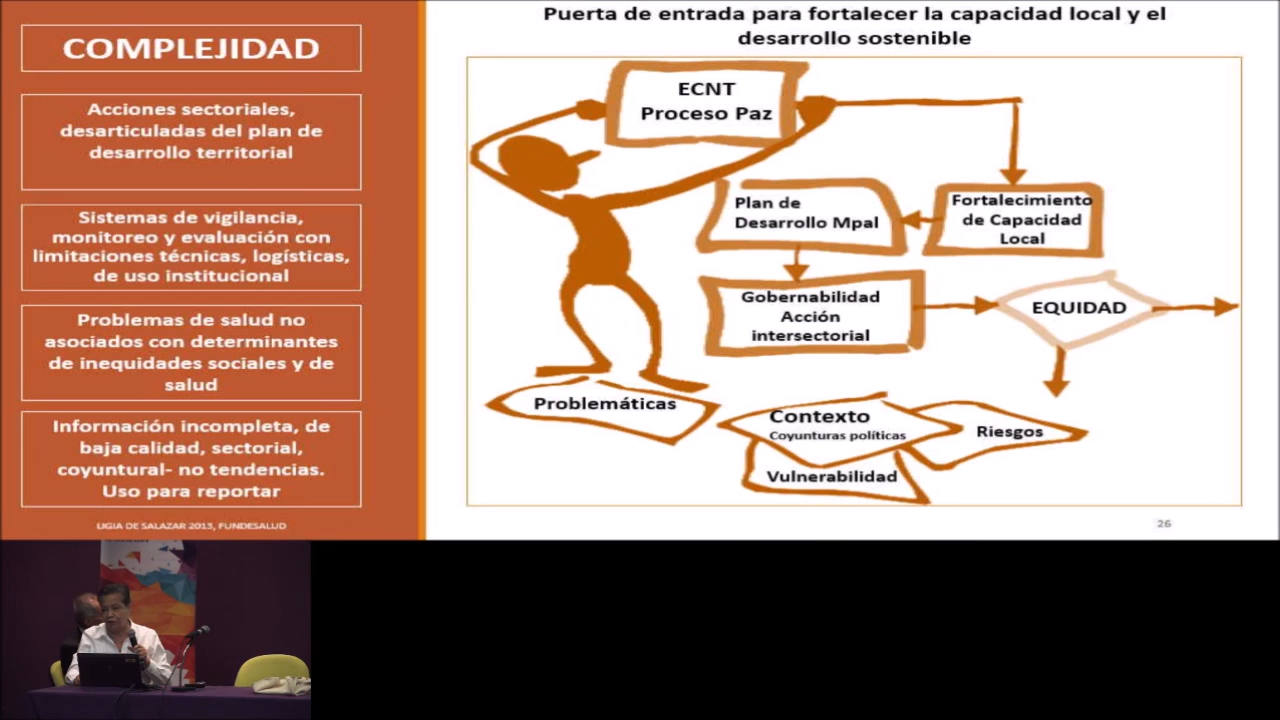 COMPLEJIDAD
Acciones sectoriales,
desarticuladas del plan de
desarrollo territorial
Sistemas de vigilancia,
monitoreo y evaluación con
limitaciones técnicas, logísticas,
de uso institucional
Problemas de salud no
asociados con determinantes
de inequidades sociales y de
salud
Información incompleta, de
baja calidad, sectorial,
coyuntural- no tendencias.
Uso para reportar
LIGIA DE SALAZAR 2013, FUNDESALUD
Puerta de entrada para fortalecer la capacidad local y el
desarrollo sostenible
ECNT
Proceso Paz
Fortalecimiento
de Capacidad
Local
Plan de
Desarrollo Mpal
Gobernabilidad
Acción
intersectorial
EQUIDAD
Problemáticas
Contexto
Coyunturas políticas
Riesgos
Vulnerabilidad
26